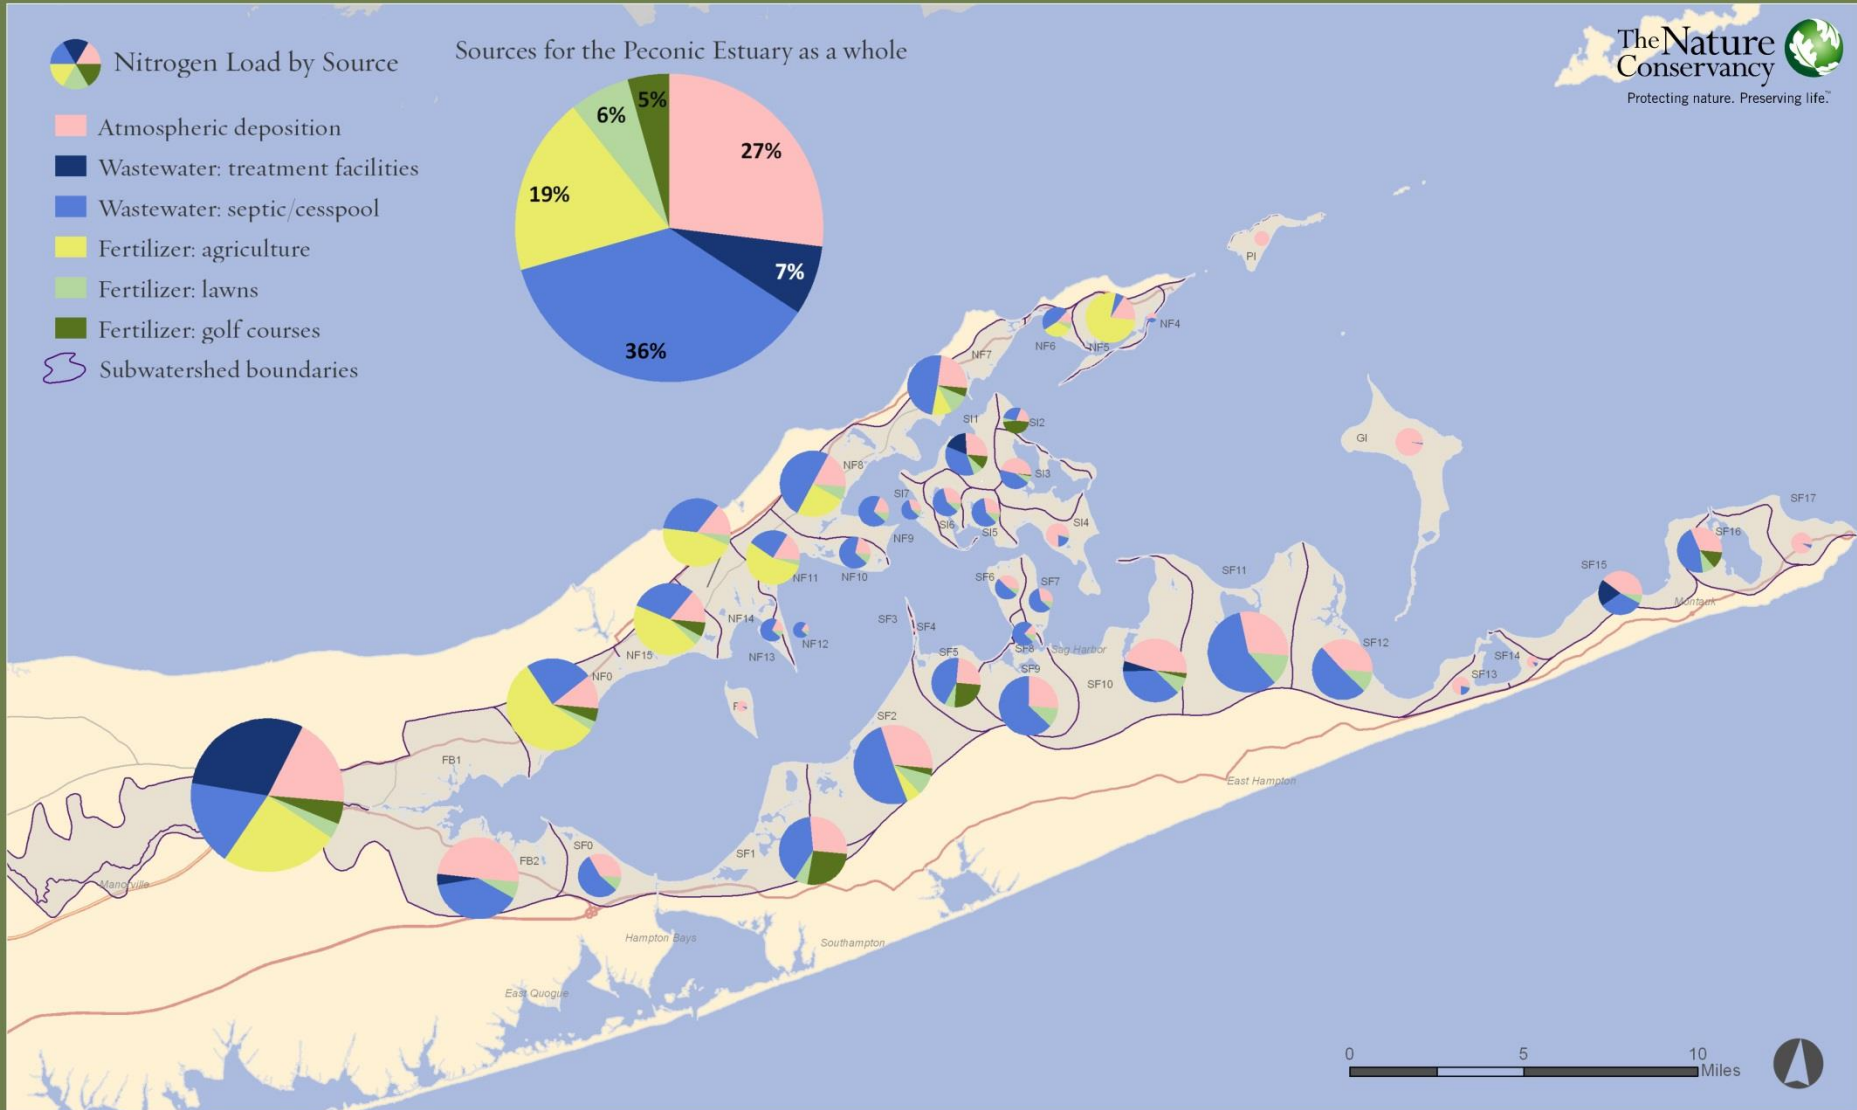 Nitrogen Load by Source
Atmospheric deposition
Wastewater: treatment facilities
Wastewater: septic/cesspool
Fertilizer: agriculture
Fertilizer: lawns
Fertilizer: golf courses
Subwatershed boundaries
Sources for the Peconic Estuary as a whole
5%
6%
27%
19%
7%
36%
The Nature
Conservancy
Protecting nature. Preserving life.™
PI
NF4
NF6
NF5
NF7
SI1
SI2
GI
NF8
SI3
SI7
SF17
SI6
SI5
SI4
SF16
NF9
NF11
NF10
SF15
SF11
SF6
SF7
Montauk
NF14
SF3
SF4
NF15
NF13
NF12
SF8
Sag Harbor
SF5
SF9
SF12
SF14
SF13
NF0
SF10
SF2
FB1
East Hampton
SF0
SF1
FB2
Manorville
Hampton Bays
Southampton
East Quogue
0
5
10
Miles